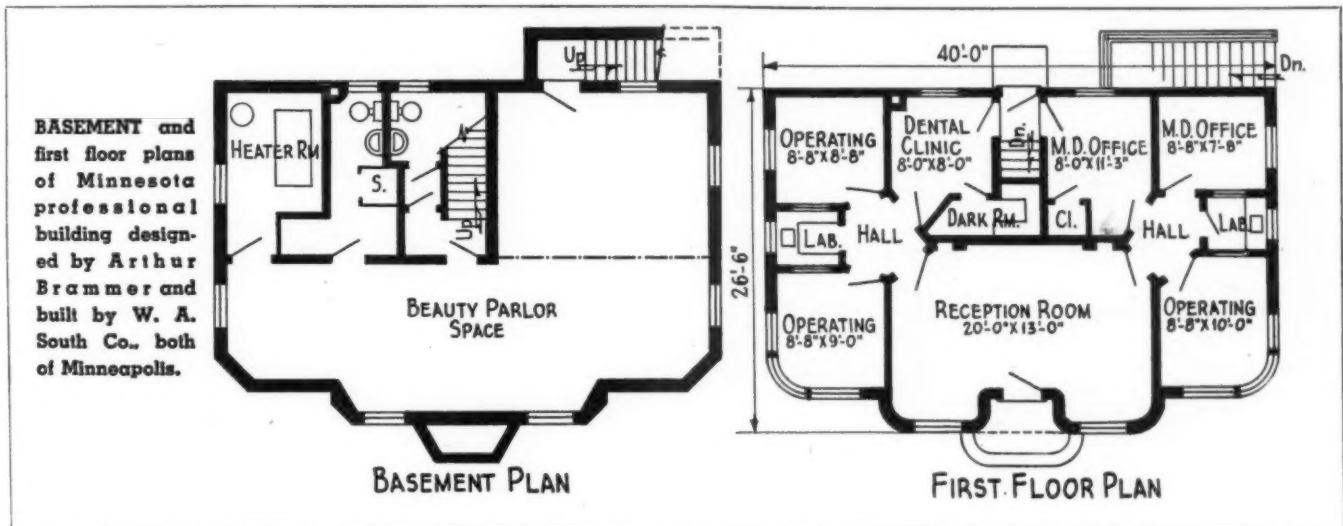 BASEMENT and
first floor plans
of Minnesota
professional
building design-
ed by Arthur
Brammer and
built by W. A.
South Co., both
of Minneapolis.
Up
HEATER RM
S.
Up
BEAUTY PARLOR
SPACE
BASEMENT PLAN
40'-0"
Dn.
26'-6"
OPERATING
8'-8"X8'-8"
DENTAL
CLINIC
8'-0"X8'-0"
Dn.
M.D. OFFICE
8'-0"X11'-3"
M.D. OFFICE
8'-8"X7'-8"
LAB.
HALL
DARK RM.
Cl.
HALL
LAB.
OPERATING
8'-8"X9'-0"
RECEPTION ROOM
20'-0"X13'-0"
OPERATING
8'-8"X10'-0"
FIRST FLOOR PLAN